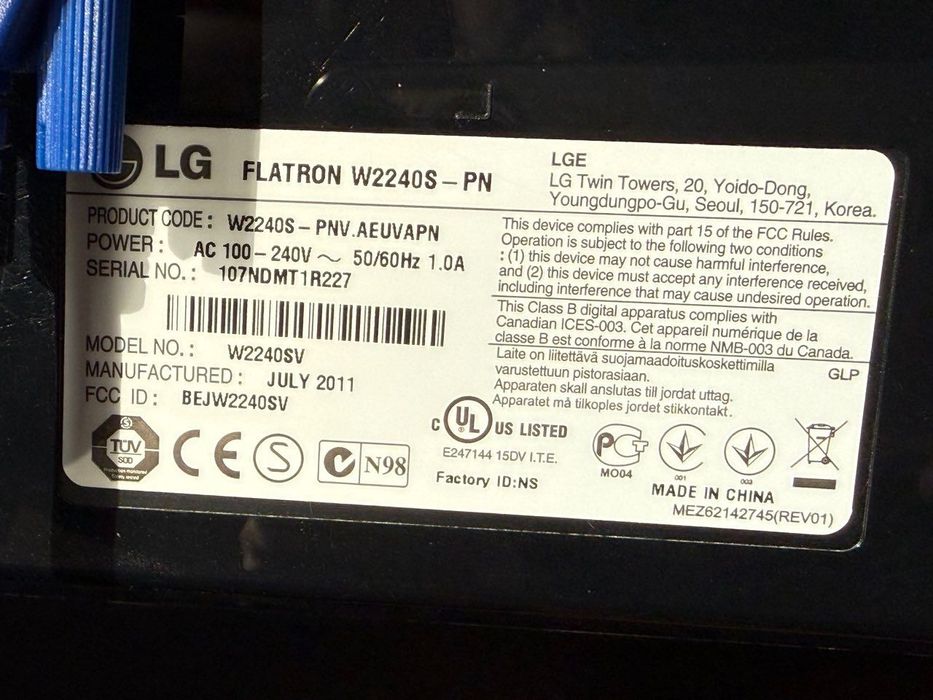 LG FLATRON W2240S-PN
LGE
LG Twin Towers, 20, Yoido-Dong,
Youngdungpo-Gu, Seoul, 150-721, Korea.
PRODUCT CODE: W2240S-PNV.AEUVAPN
POWER: AC 100-240V ~ 50/60Hz 1.0A
SERIAL NO.: 107NDMT1R227
MODEL NO.: W2240SV
MANUFACTURED: JULY 2011
FCC ID: BEJW2240SV
This device complies with part 15 of the FCC Rules.
Operation is subject to the following two conditions
: (1) this device may not cause harmful interference,
and (2) this device must accept any interference received,
including interference that may cause undesired operation.
This Class B digital apparatus complies with
Canadian ICES-003. Cet appareil numérique de la
classe B est conforme à la norme NMB-003 du Canada.
Laite on liitettävä suojamaadoituskoskettimilla
varustettuun pistorasiaan.
GLP
Apparaten skall anslutas till jordat uttag.
Apparatet må tilkoples jordet stikkontakt.
TÜV
SÜD
CE
S
N98
C UL US LISTED
E247144 15DV I.T.E.
Factory ID:NS
PCT
MO04
001
003
MADE IN CHINA
MEZ62142745(REV01)